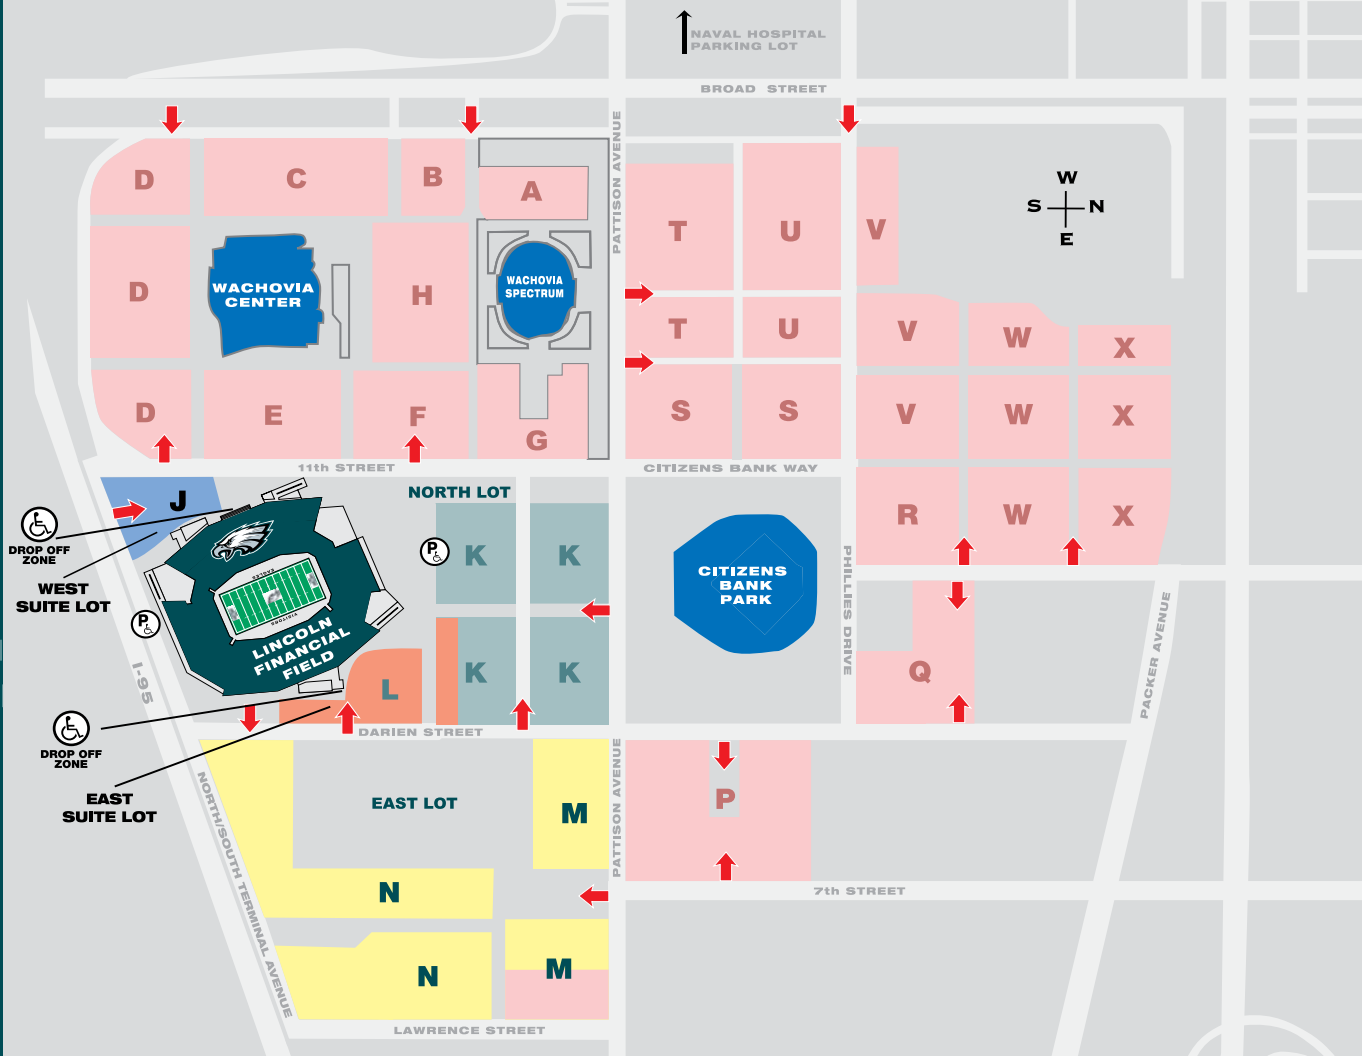 NAVAL HOSPITAL
PARKING LOT
BROAD STREET
PATTISON AVENUE
D
C
B
A
T
U
V
W
S
N
E
D
WACHOVIA
CENTER
H
WACHOVIA
SPECTRUM
T
U
V
W
X
D
E
F
G
S
S
V
W
X
11th STREET
CITIZENS BANK WAY
J
NORTH LOT
R
W
X
DROP OFF
ZONE
WEST
SUITE LOT
P
K
K
P
CITIZENS
BANK
PARK
PHILLIES DRIVE
EAGLES
VISITORS
LINCOLN
FINANCIAL
FIELD
I-95
L
K
K
Q
PACKER AVENUE
DROP OFF
ZONE
DARIEN STREET
EAST
SUITE LOT
NORTH/SOUTH TERMINAL AVENUE
EAST LOT
M
PATTISON AVENUE
P
N
7th STREET
N
M
LAWRENCE STREET